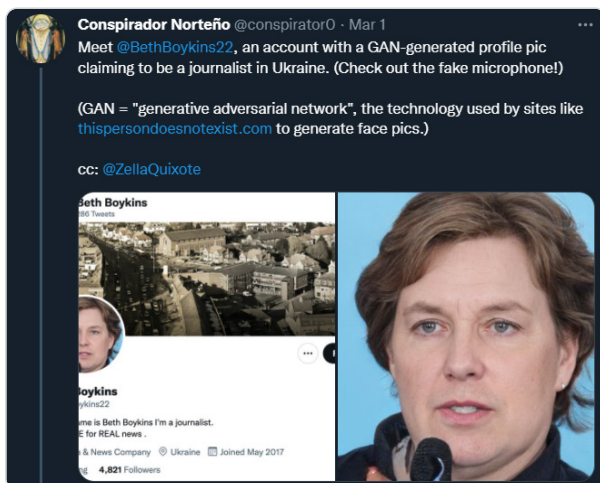 Conspirador Norteño @conspirator0 · Mar 1
Meet @BethBoykins22, an account with a GAN-generated profile pic
claiming to be a journalist in Ukraine. (Check out the fake microphone!)
(GAN = "generative adversarial network", the technology used by sites like
thispersondoesnotexist.com to generate face pics.)
cc: @ZellaQuixote
Beth Boykins
186 Tweets
Boykins
ykins22
ame is Beth Boykins I'm a journalist.
E for REAL news .
& News Company Ukraine Joined May 2017
ng 4,821 Followers